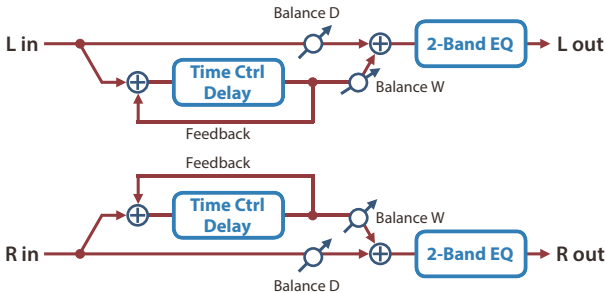 Balance D
L in
2-Band EQ
L out
Time Ctrl
Delay
Balance W
Feedback
Feedback
Time Ctrl
Delay
Balance W
R in
2-Band EQ
R out
Balance D